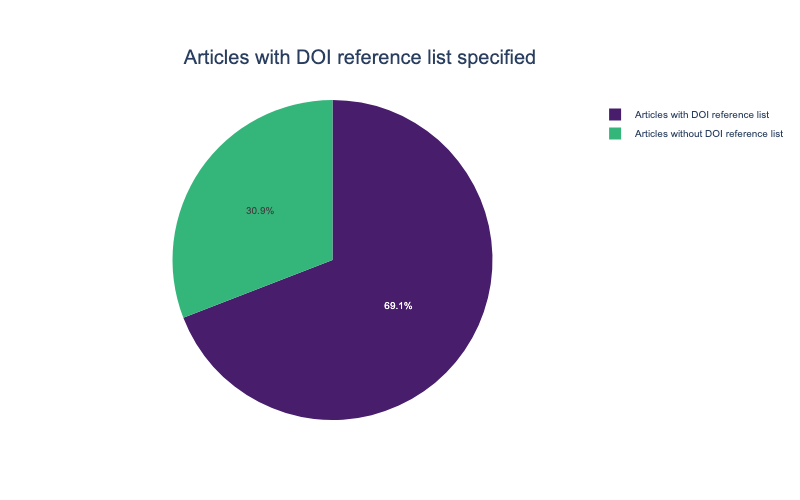 Articles with DOI reference list specified
Articles with DOI reference list
Articles without DOI reference list
30.9%
69.1%